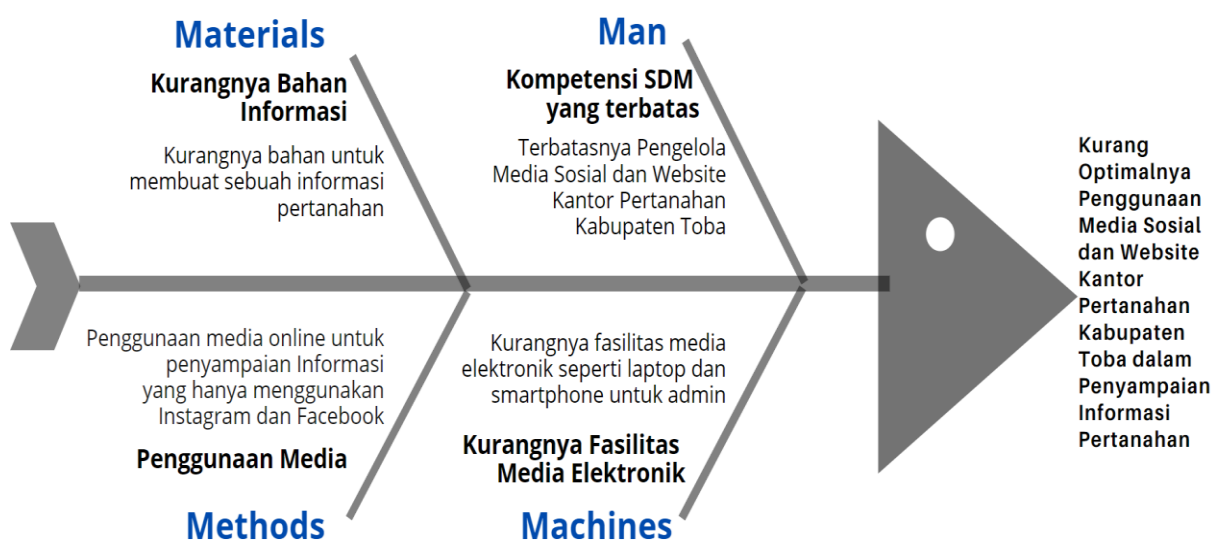 Materials
Kurangnya Bahan
Informasi
Kurangnya bahan untuk
membuat sebuah informasi
pertanahan
Man
Kompetensi SDM
yang terbatas
Terbatasnya Pengelola
Media Sosial dan Website
Kantor Pertanahan
Kabupaten Toba
Penggunaan media online untuk
penyampaian Informasi
yang hanya menggunakan
Instagram dan Facebook
Penggunaan Media
Methods
Kurangnya fasilitas media
elektronik seperti laptop dan
smartphone untuk admin
Kurangnya Fasilitas
Media Elektronik
Machines
Kurang
Optimalnya
Penggunaan
Media Sosial
dan Website
Kantor
Pertanahan
Kabupaten
Toba dalam
Penyampaian
Informasi
Pertanahan